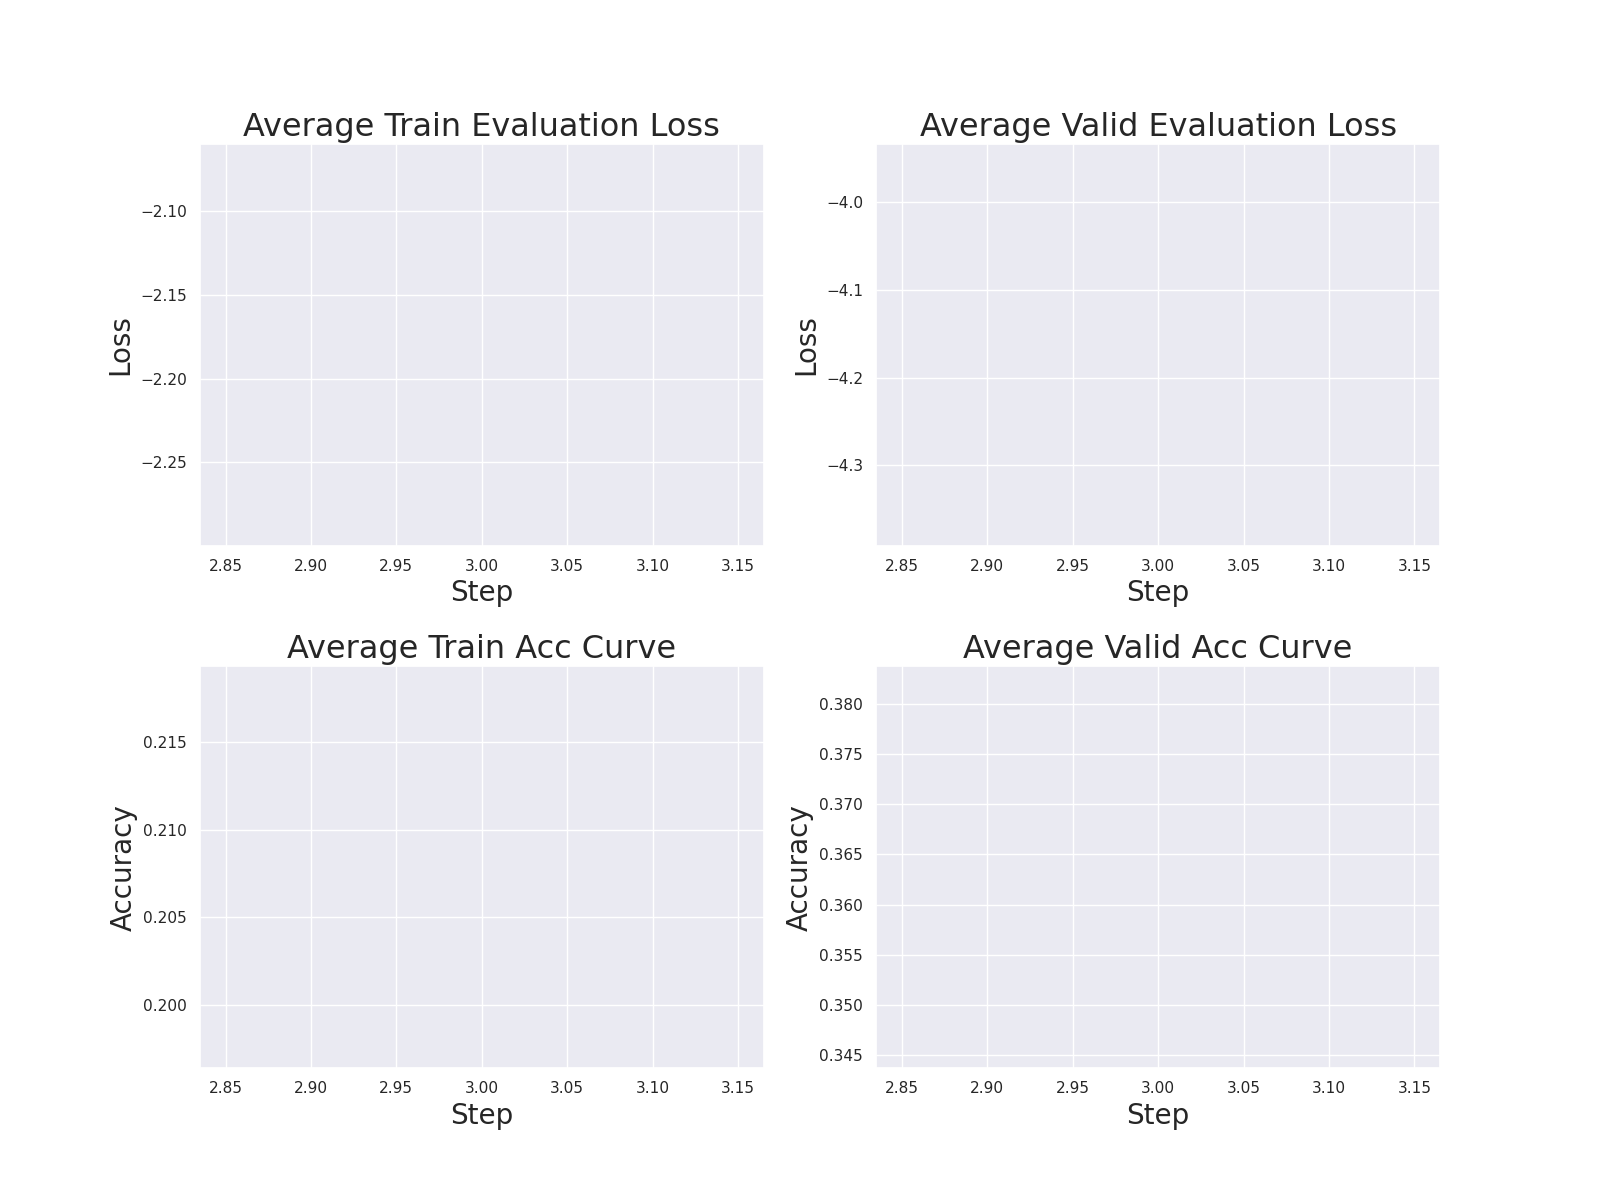 Average Train Evaluation Loss
−2.10
−2.15
−2.20
−2.25
Loss
2.85 2.90 2.95 3.00 3.05 3.10 3.15
Step
Average Valid Evaluation Loss
−4.0
−4.1
−4.2
−4.3
Loss
2.85 2.90 2.95 3.00 3.05 3.10 3.15
Step
Average Train Acc Curve
0.215
0.210
0.205
0.200
Accuracy
2.85 2.90 2.95 3.00 3.05 3.10 3.15
Step
Average Valid Acc Curve
0.380
0.375
0.370
0.365
0.360
0.355
0.350
0.345
Accuracy
2.85 2.90 2.95 3.00 3.05 3.10 3.15
Step